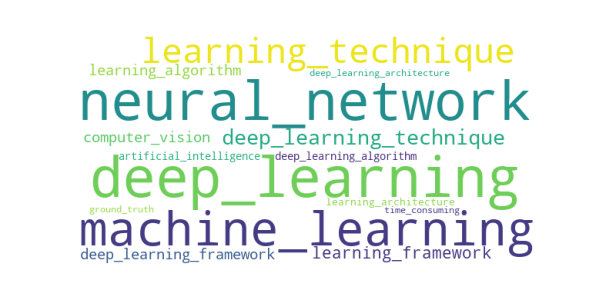 learning_technique
learning_algorithm deep_learning_architecture
neural_network
computer_vision deep_learning_technique
artificial_intelligence deep_learning_algorithm
deep_learning
learning_architecture
ground_truth time_consuming
machine_learning
deep_learning_framework learning_framework